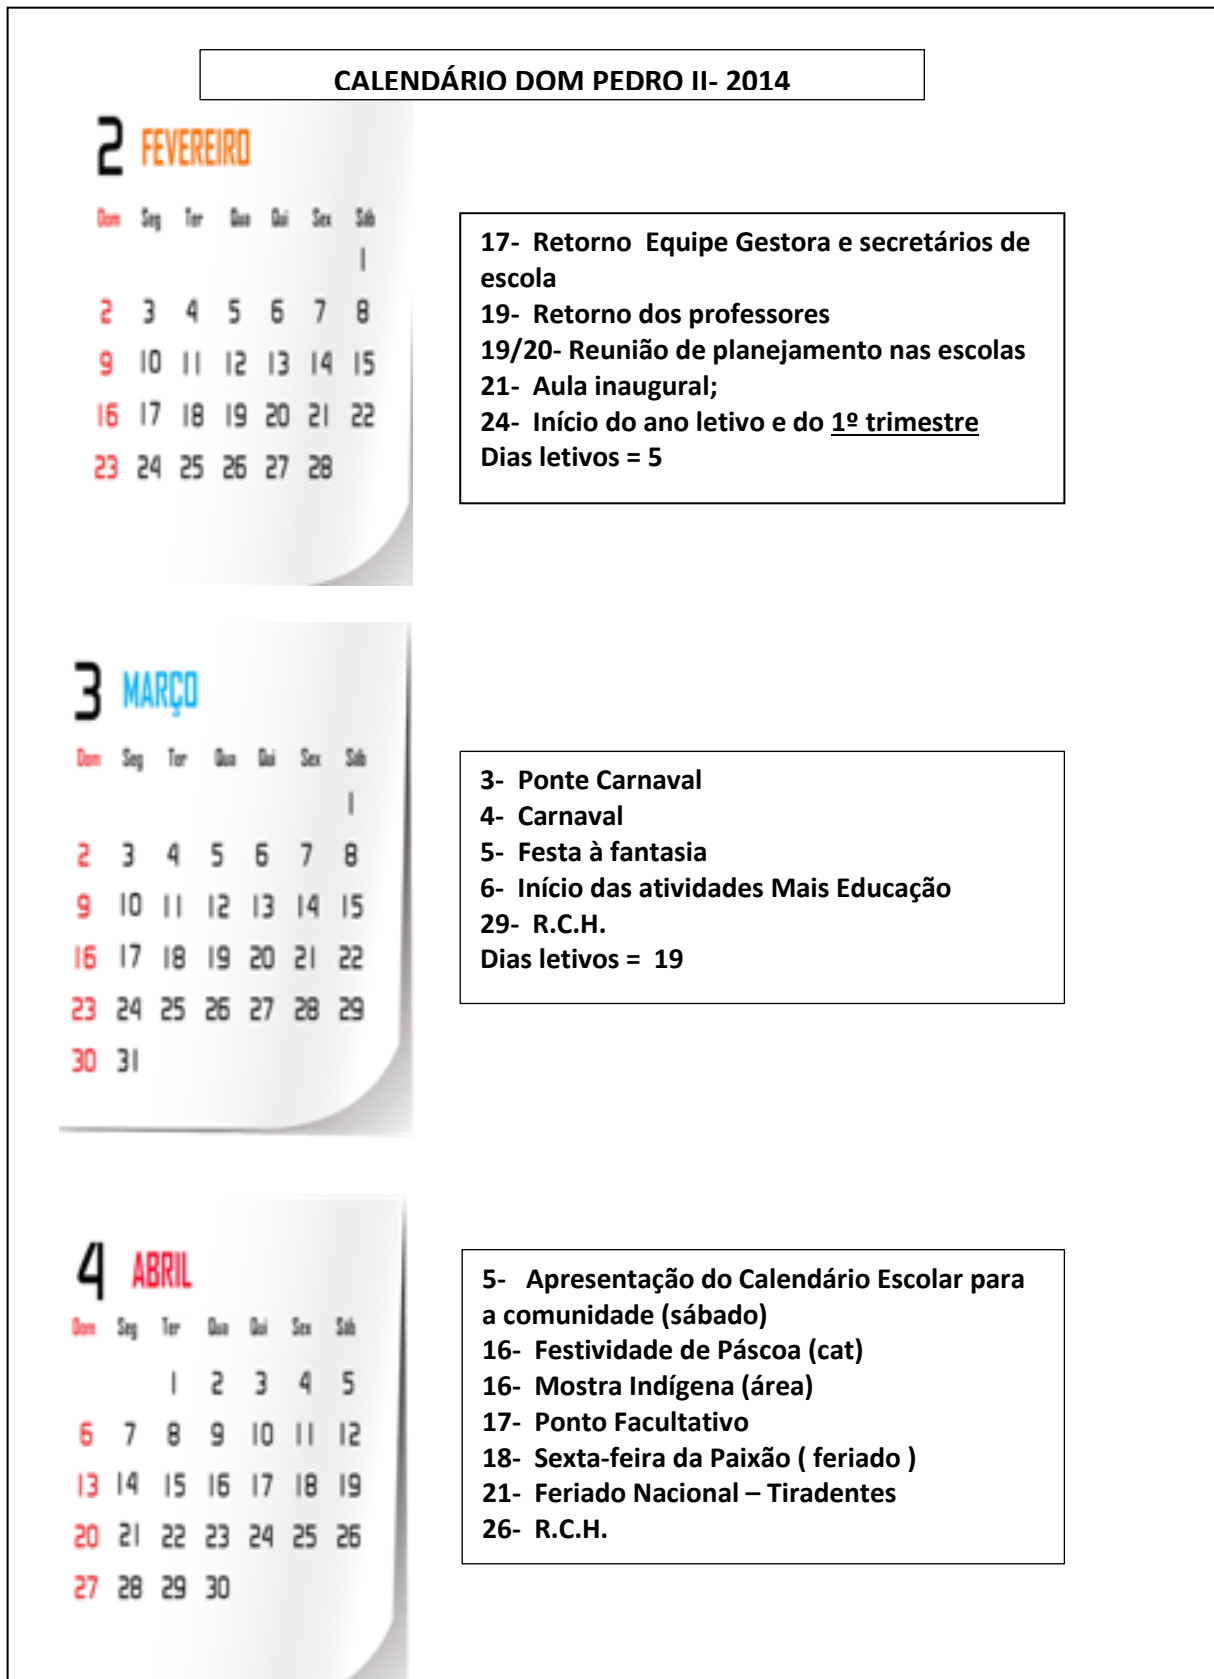 CALENDÁRIO DOM PEDRO II- 2014
2 FEVEREIRO
Dom Seg Ter Qua Qui Sex Sáb
1
2 3 4 5 6 7 8
9 10 11 12 13 14 15
16 17 18 19 20 21 22
23 24 25 26 27 28
17- Retorno Equipe Gestora e secretários de
escola
19- Retorno dos professores
19/20- Reunião de planejamento nas escolas
21- Aula inaugural;
24- Início do ano letivo e do 1º trimestre
Dias letivos = 5
3 MARÇO
Dom Seg Ter Qua Qui Sex Sáb
1
2 3 4 5 6 7 8
9 10 11 12 13 14 15
16 17 18 19 20 21 22
23 24 25 26 27 28 29
30 31
3- Ponte Carnaval
4- Carnaval
5- Festa à fantasia
6- Início das atividades Mais Educação
29- R.C.H.
Dias letivos = 19
4 ABRIL
Dom Seg Ter Qua Qui Sex Sáb
1 2 3 4 5
6 7 8 9 10 11 12
13 14 15 16 17 18 19
20 21 22 23 24 25 26
27 28 29 30
5- Apresentação do Calendário Escolar para
a comunidade (sábado)
16- Festividade de Páscoa (cat)
16- Mostra Indígena (área)
17- Ponto Facultativo
18- Sexta-feira da Paixão ( feriado )
21- Feriado Nacional – Tiradentes
26- R.C.H.